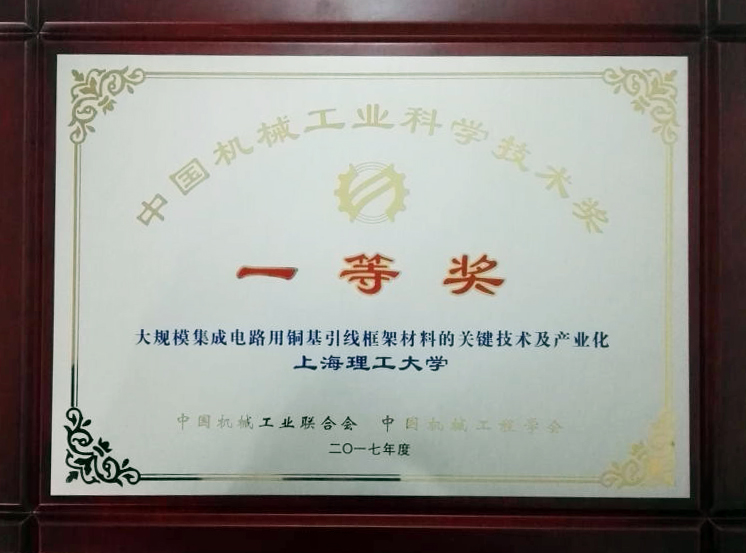 中国机械工业科学技术奖
一等奖
大规模集成电路用铜基引线框架材料的关键技术及产业化
上海理工大学
中国机械工业联合会 中国机械工程学会
二〇一七年度